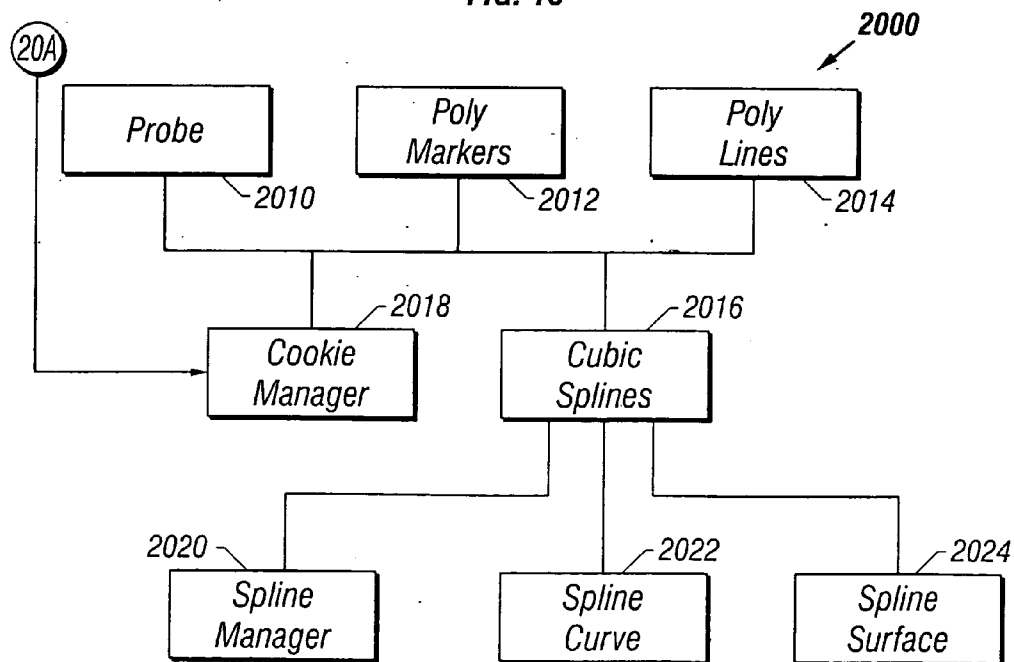 20A
2000
Probe
Poly
Markers
Poly
Lines
2010
2012
2014
2018
2016
Cookie
Manager
Cubic
Splines
2020
2022
2024
Spline
Manager
Spline
Curve
Spline
Surface